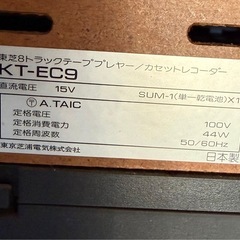 東芝8トラックテーププレヤー/カセットレコーダー
KT-EC9
直流電圧 15V SUM-1(単一乾電池)X1
Ⓣ A.TAIC
定格電圧 100V
定格消費電力 44W
定格周波数 50/60Hz
東京芝浦電気株式会社 日本製